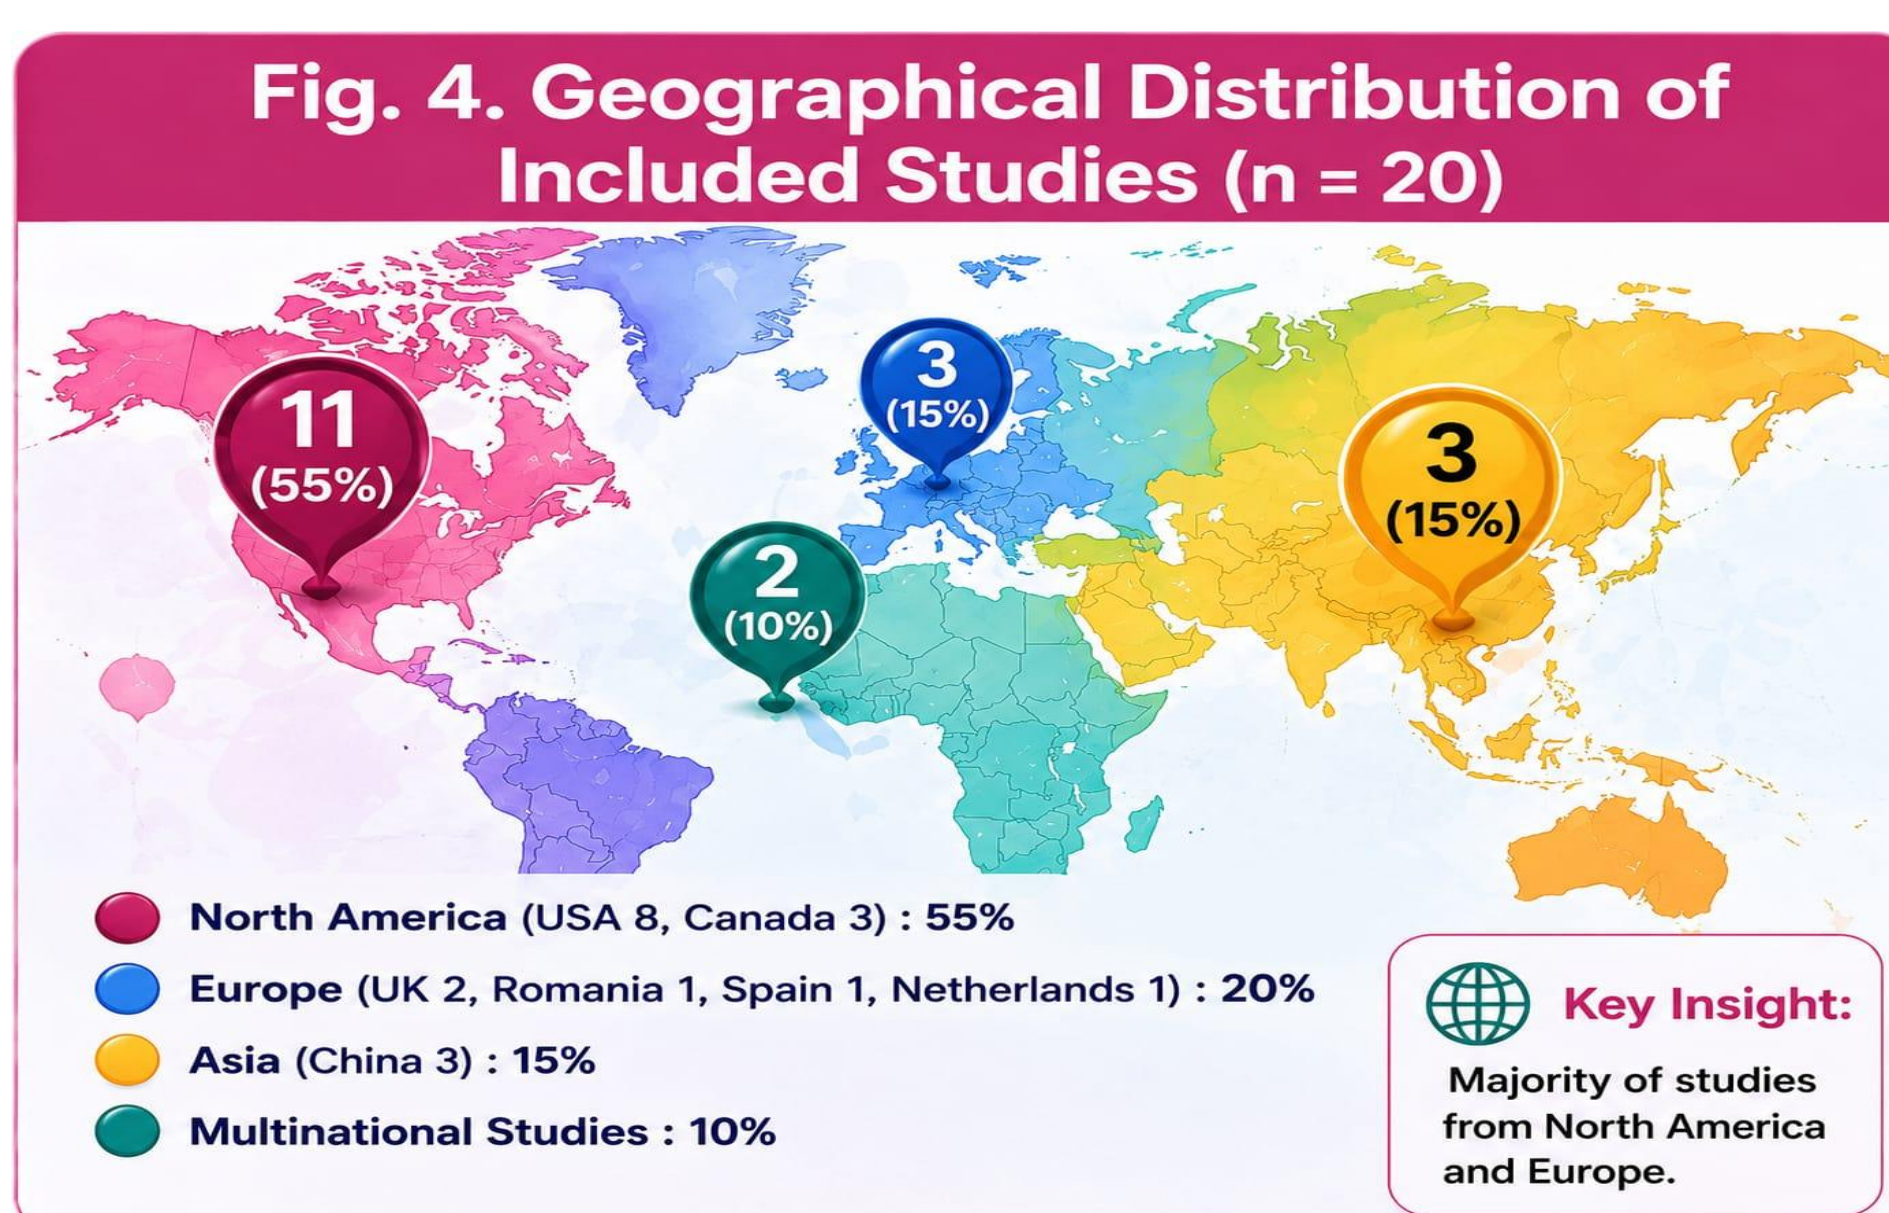 Fig. 4. Geographical Distribution of
Included Studies (n = 20)
11
(55%)
3
(15%)
3
(15%)
2
(10%)
North America (USA 8, Canada 3) : 55%
Europe (UK 2, Romania 1, Spain 1, Netherlands 1) : 20%
Asia (China 3) : 15%
Multinational Studies : 10%
Key Insight:
Majority of studies
from North America
and Europe.